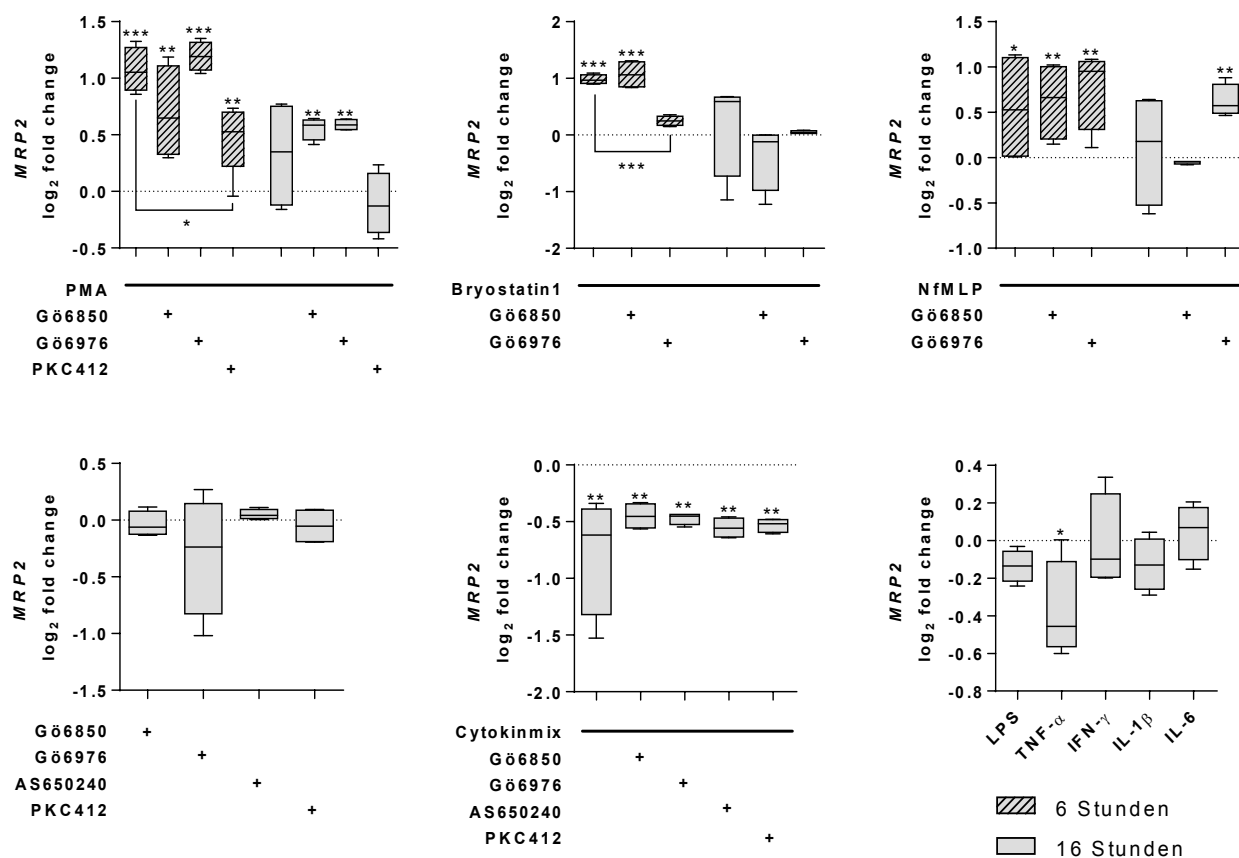 MRP2
log2 fold change
1.5
1.0
0.5
0.0
-0.5
***
**
***
**
**
**
*
PMA
Gö6850 + +
Gö6976 + +
PKC412 + +
MRP2
log2 fold change
2
1
0
-1
-2
***
***
***
Bryostatin1
Gö6850 + +
Gö6976 + +
MRP2
log2 fold change
1.5
1.0
0.5
0.0
-0.5
-1.0
*
**
**
**
NfMLP
Gö6850 + +
Gö6976 + +
MRP2
log2 fold change
0.5
0.0
-0.5
-1.0
-1.5
Gö6850 +
Gö6976 +
AS650240 +
PKC412 +
MRP2
log2 fold change
0.0
-0.5
-1.0
-1.5
-2.0
**
**
**
**
**
Cytokinmix
Gö6850 +
Gö6976 +
AS650240 +
PKC412 +
MRP2
log2 fold change
0.4
0.2
0.0
-0.2
-0.4
-0.6
-0.8
*
LPS
TNF-α
IFN-γ
IL-1β
IL-6
6 Stunden
16 Stunden